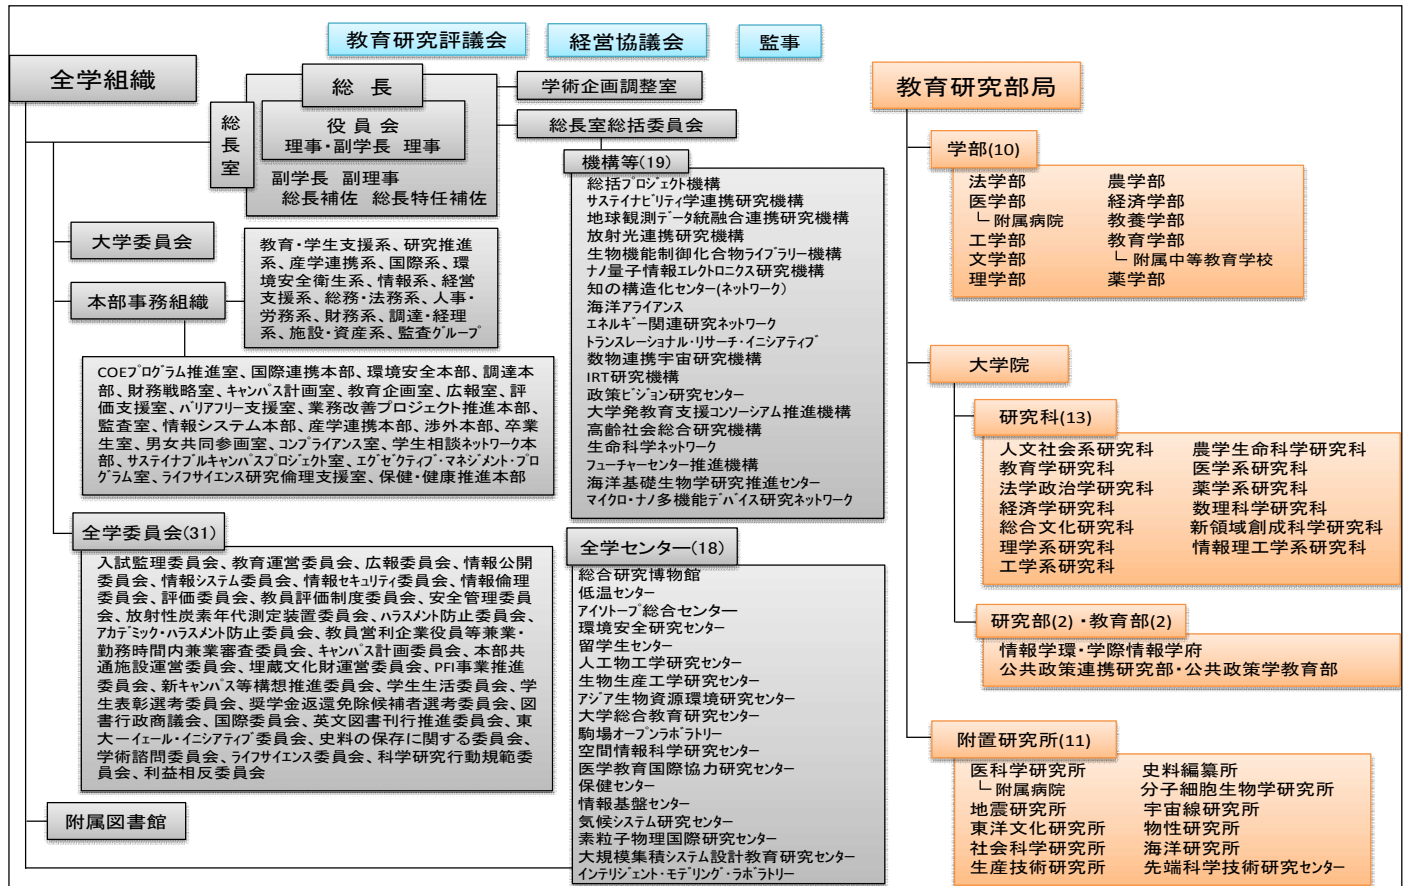 教育研究評議会
経営協議会
監事
全学組織
総長
役員会
理事・副学長 理事
総長室
副学長 副理事
総長補佐 総長特任補佐
学術企画調整室
総長室総括委員会
機構等(19)
総括プロジェクト機構
サステイナビリティ学連携研究機構
地球観測データ統融合連携研究機構
放射光連携研究機構
生物機能制御化合物ライブラリー機構
ナノ量子情報エレクトロニクス研究機構
知の構造化センター(ネットワーク)
海洋アライアンス
エネルギー関連研究ネットワーク
トランスレーショナル・リサーチ・イニシアティブ
数物連携宇宙研究機構
IRT研究機構
政策ビジョン研究センター
大学発教育支援コンソーシアム推進機構
高齢社会総合研究機構
生命科学ネットワーク
フューチャーセンター推進機構
海洋基礎生物学研究推進センター
マイクロ・ナノ多機能デバイス研究ネットワーク
大学委員会
本部事務組織
教育・学生支援系、研究推進
系、産学連携系、国際系、環
境安全衛生系、情報系、経営
支援系、総務・法務系、人事・
労務系、財務系、調達・経理
系、施設・資産系、監査グループ
COEプログラム推進室、国際連携本部、環境安全本部、調達本
部、財務戦略室、キャンパス計画室、教育企画室、広報室、評
価支援室、バリアフリー支援室、業務改善プロジェクト推進本部、
監査室、情報システム本部、産学連携本部、渉外本部、卒業
生室、男女共同参画室、コンプライアンス室、学生相談ネットワーク本
部、サステイナブルキャンパスプロジェクト室、エグゼクティブ・マネジメント・プロ
グラム室、ライフサイエンス研究倫理支援室、保健・健康推進本部
全学委員会(31)
入試監理委員会、教育運営委員会、広報委員会、情報公開
委員会、情報システム委員会、情報セキュリティ委員会、情報倫理
委員会、評価委員会、教員評価制度委員会、安全管理委員
会、放射性炭素年代測定装置委員会、ハラスメント防止委員会、
アカデミック・ハラスメント防止委員会、教員営利企業役員等兼業・
勤務時間内兼業審査委員会、キャンパス計画委員会、本部共
通施設運営委員会、埋蔵文化財運営委員会、PFI事業推進
委員会、新キャンパス等構想推進委員会、学生生活委員会、学
生表彰選考委員会、奨学金返還免除候補者選考委員会、図
書行政商議会、国際委員会、英文図書刊行推進委員会、東
大ーイェール・イニシアティブ委員会、史料の保存に関する委員会、
学術諮問委員会、ライフサイエンス委員会、科学研究行動規範委
員会、利益相反委員会
附属図書館
全学センター(18)
総合研究博物館
低温センター
アイソトープ総合センター
環境安全研究センター
留学生センター
人工物工学研究センター
生物生産工学研究センター
アジア生物資源環境研究センター
大学総合教育研究センター
駒場オープンラボラトリー
空間情報科学研究センター
医学教育国際協力研究センター
保健センター
情報基盤センター
気候システム研究センター
素粒子物理国際研究センター
大規模集積システム設計教育研究センター
インテリジェント・モデリング・ラボラトリー
教育研究部局
学部(10)
法学部 農学部
医学部 経済学部
└ 附属病院 教養学部
工学部 教育学部
文学部 └ 附属中等教育学校
理学部 薬学部
大学院
研究科(13)
人文社会系研究科 農学生命科学研究科
教育学研究科 医学系研究科
法学政治学研究科 薬学系研究科
経済学研究科 数理科学研究科
総合文化研究科 新領域創成科学研究科
理学系研究科 情報理工学系研究科
工学系研究科
研究部(2)・教育部(2)
情報学環・学際情報学府
公共政策連携研究部・公共政策学教育部
附置研究所(11)
医科学研究所 史料編纂所
└ 附属病院 分子細胞生物学研究所
地震研究所 宇宙線研究所
東洋文化研究所 物性研究所
社会科学研究所 海洋研究所
生産技術研究所 先端科学技術研究センター